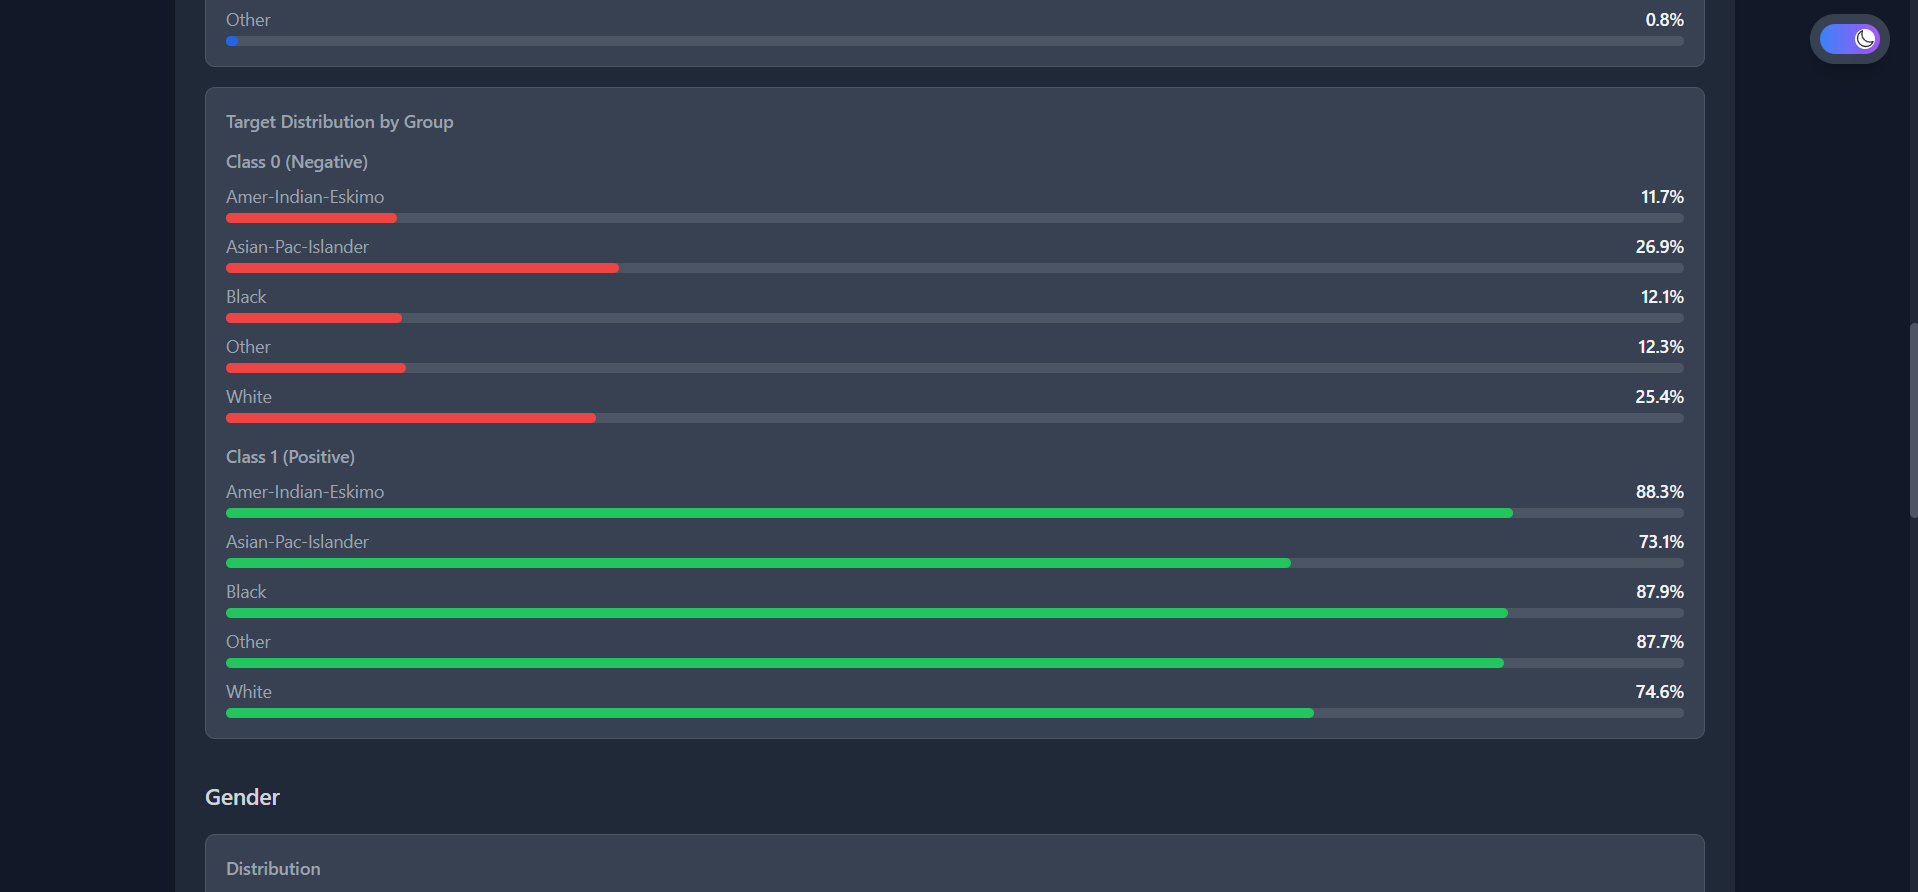 Other 0.8%
Target Distribution by Group
Class 0 (Negative)
Amer-Indian-Eskimo 11.7%
Asian-Pac-Islander 26.9%
Black 12.1%
Other 12.3%
White 25.4%
Class 1 (Positive)
Amer-Indian-Eskimo 88.3%
Asian-Pac-Islander 73.1%
Black 87.9%
Other 87.7%
White 74.6%
Gender
Distribution